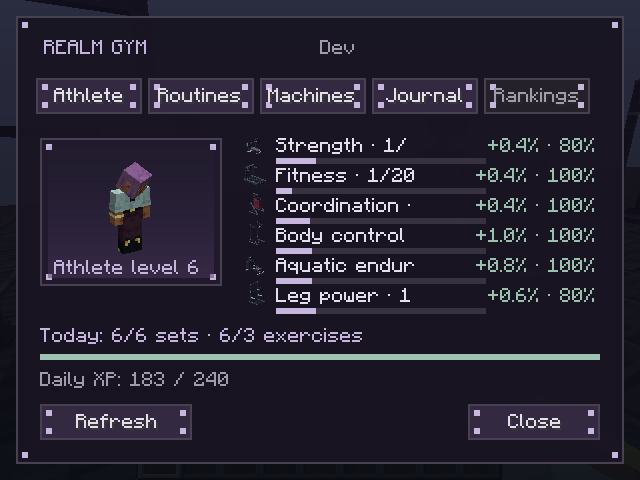 REALM GYM
Dev
Athlete
Routines
Machines
Journal
Rankings
Strength · 1/ +0.4% · 80%
Fitness · 1/20 +0.4% · 100%
Coordination · +0.4% · 100%
Body control +1.0% · 100%
Aquatic endur +0.8% · 100%
Leg power · 1 +0.6% · 80%
Athlete level 6
Today: 6/6 sets · 6/3 exercises
Daily XP: 183 / 240
Refresh
Close